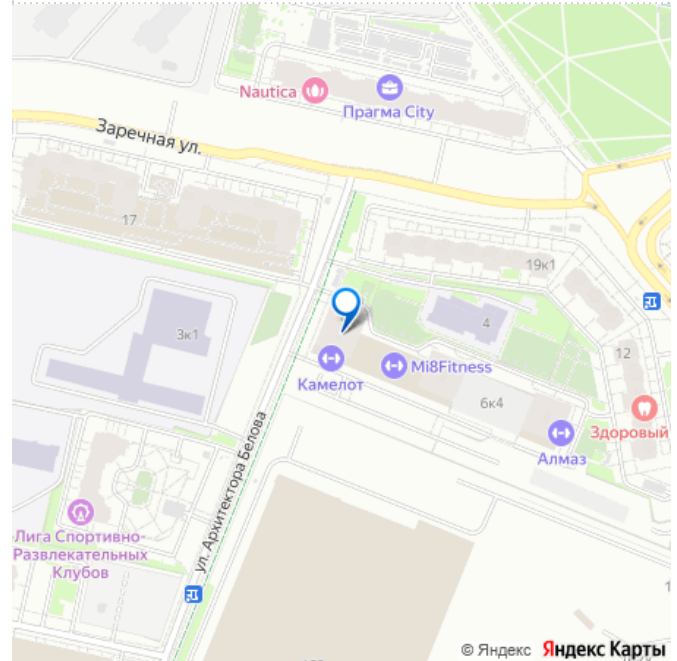 Nautica
Прагма City
Заречная ул.
17
19к1
3к1
4
12
Камелот
Mi8Fitness
6к4
Здоровый
Алмаз
ул. Архитектора Белова
Лига Спортивно-
Развлекательных
Клубов
© Яндекс Яндекс Карты